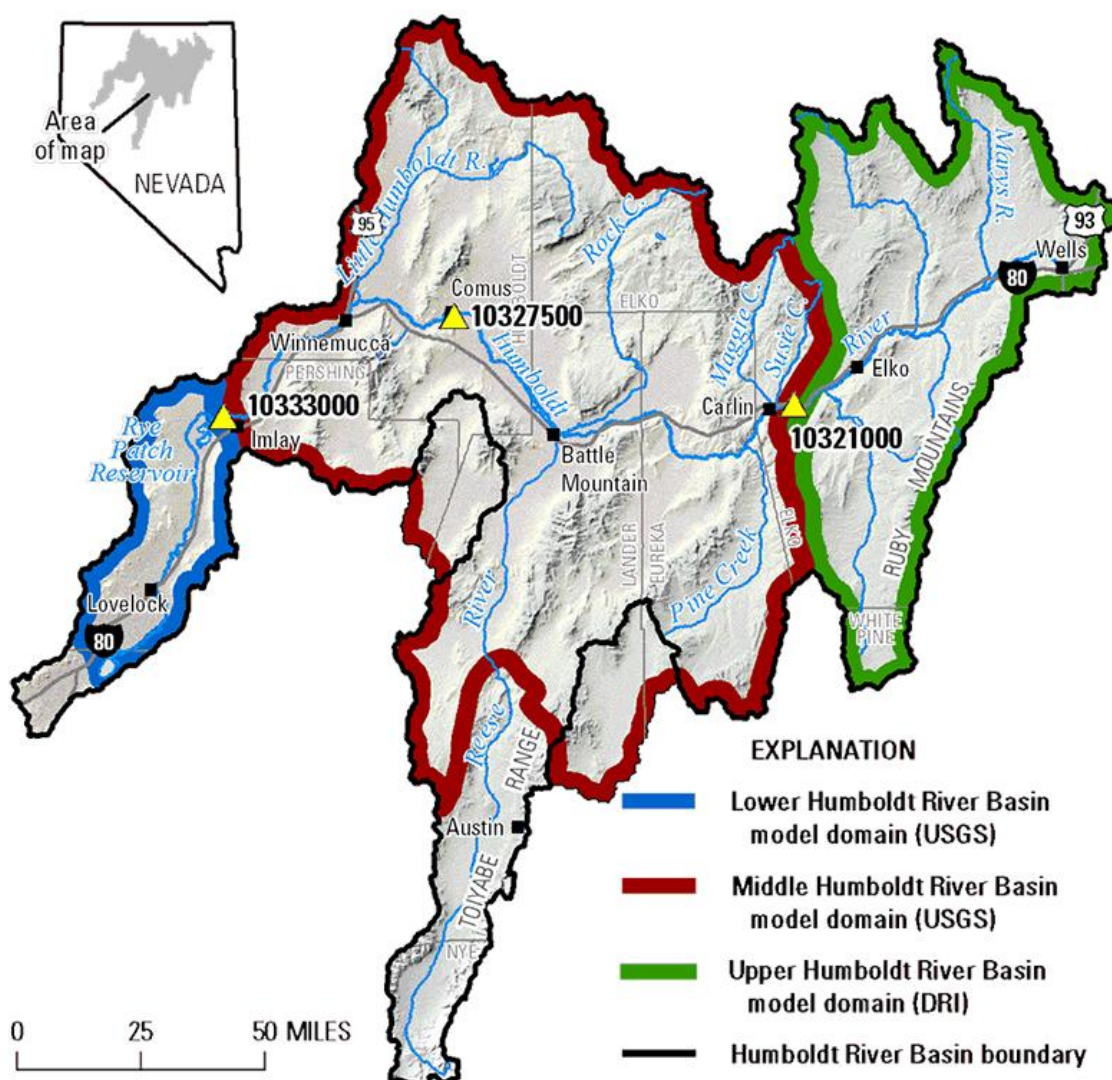 Area
of map
NEVADA
95
Little Humboldt R.
Rock C.
Marys R.
93
Wells
80
HUMBOLDT
ELKO
Comus
10327500
Maggie C.
Susie C.
River
Elko
Winnemucca
PERSHING
Humboldt
10333000
Imlay
Rye
Patch
Reservoir
Carlin
10321000
Battle
Mountain
MOUNTAINS
RUBY
ELKO
LANDER
EUREKA
Pine Creek
River
Lovelock
80
WHITE
PINE
Reese
RANGE
Austin
TOIYABE
NYE
EXPLANATION
Lower Humboldt River Basin
model domain (USGS)
Middle Humboldt River Basin
model domain (USGS)
Upper Humboldt River Basin
model domain (DRI)
Humboldt River Basin boundary
0 25 50 MILES